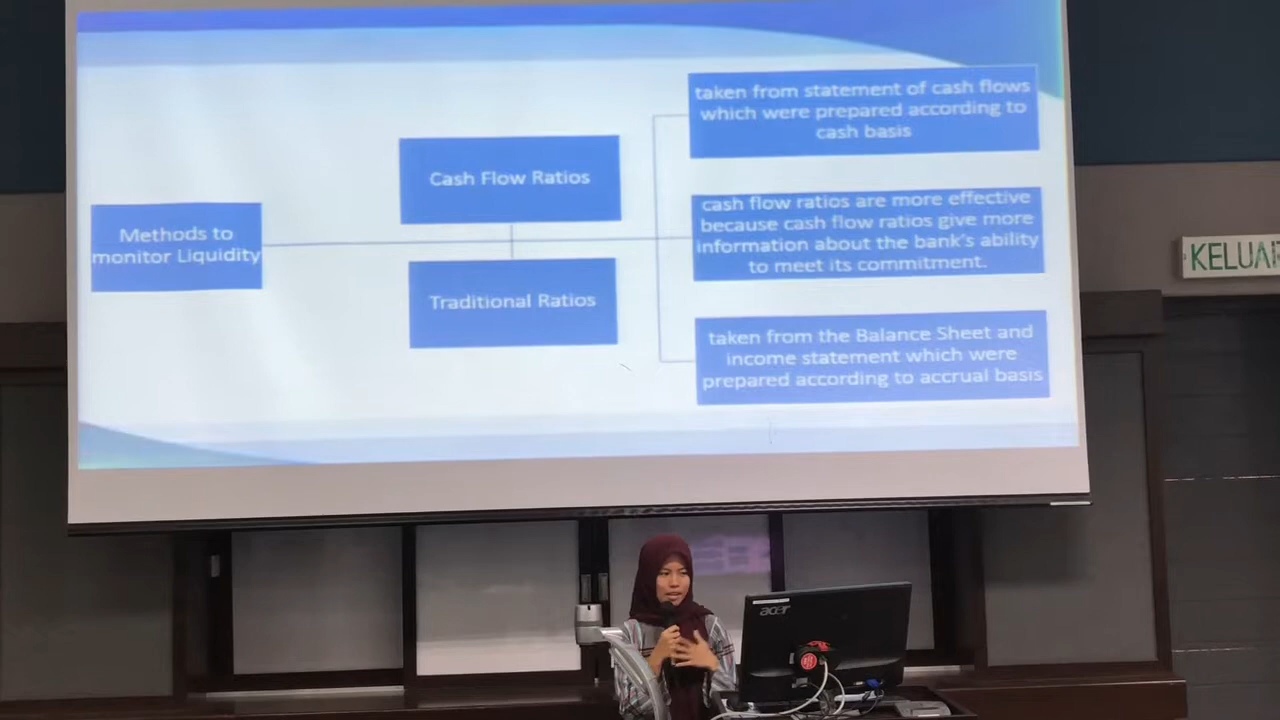 Methods to
monitor Liquidity
Cash Flow Ratios
Traditional Ratios
taken from statement of cash flows
which were prepared according to
cash basis
cash flow ratios are more effective
because cash flow ratios give more
information about the bank's ability
to meet its commitment.
taken from the Balance Sheet and
income statement which were
prepared according to accrual basis
KELUAR
acer